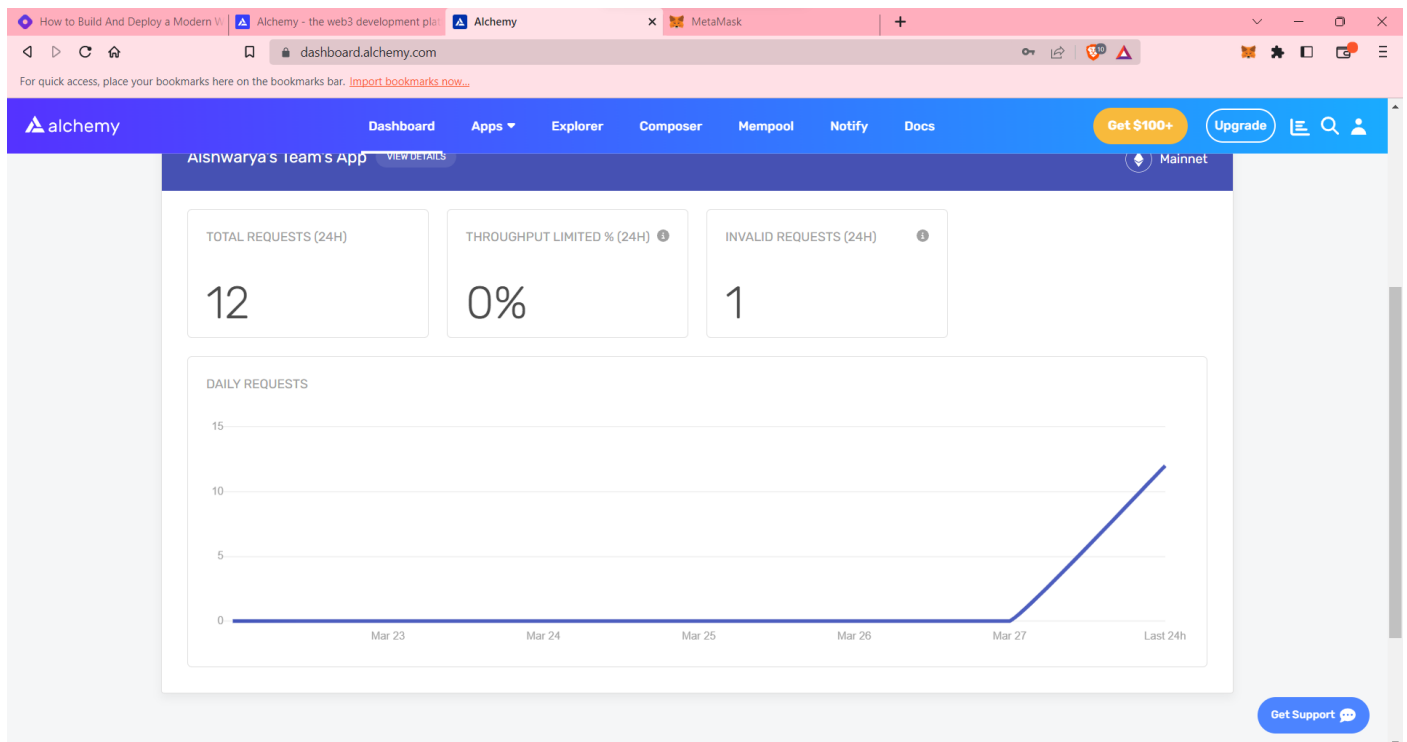 How to Build And Deploy a Modern W
Alchemy - the web3 development plat
Alchemy
MetaMask
dashboard.alchemy.com
10
For quick access, place your bookmarks here on the bookmarks bar. Import bookmarks now...
alchemy
Dashboard
Apps
Explorer
Composer
Mempool
Notify
Docs
Get $100+
Upgrade
Aishwarya's Team's App
VIEW DETAILS
Mainnet
TOTAL REQUESTS (24H)
12
THROUGHPUT LIMITED % (24H)
0%
INVALID REQUESTS (24H)
1
DAILY REQUESTS
15
10
5
0
Mar 23
Mar 24
Mar 25
Mar 26
Mar 27
Last 24h
Get Support